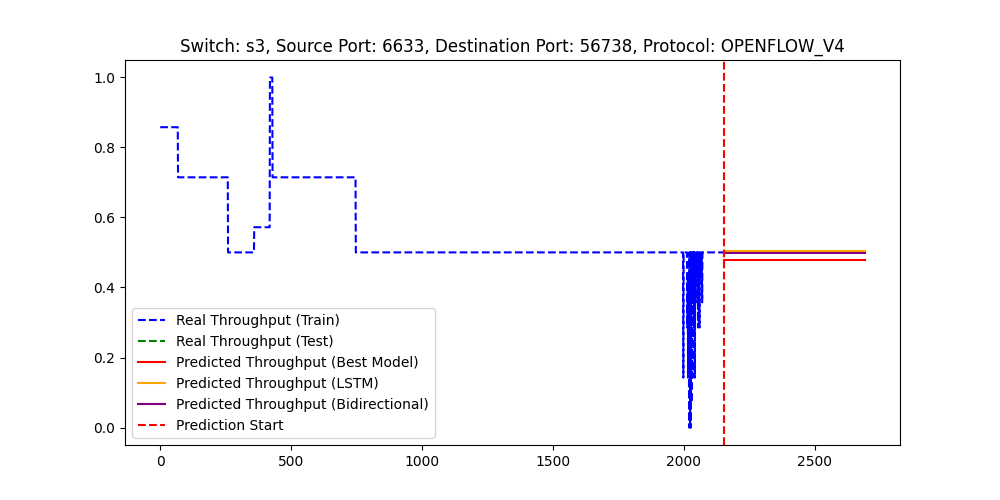 Switch: s3, Source Port: 6633, Destination Port: 56738, Protocol: OPENFLOW_V4
1.0
0.8
0.6
0.4
0.2
0.0
Real Throughput (Train)
Real Throughput (Test)
Predicted Throughput (Best Model)
Predicted Throughput (LSTM)
Predicted Throughput (Bidirectional)
Prediction Start
0 500 1000 1500 2000 2500